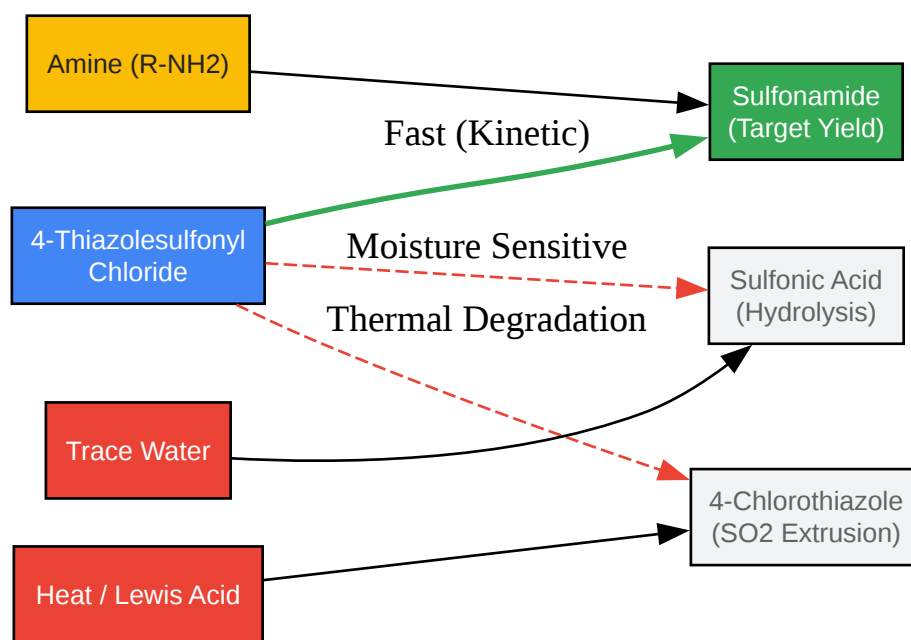 Amine (R-NH2)
Sulfonamide
(Target Yield)
Fast (Kinetic)
4-Thiazolesulfonyl
Chloride
Moisture Sensitive
Sulfonic Acid
(Hydrolysis)
Thermal Degradation
Trace Water
4-Chlorothiazole
(SO2 Extrusion)
Heat / Lewis Acid